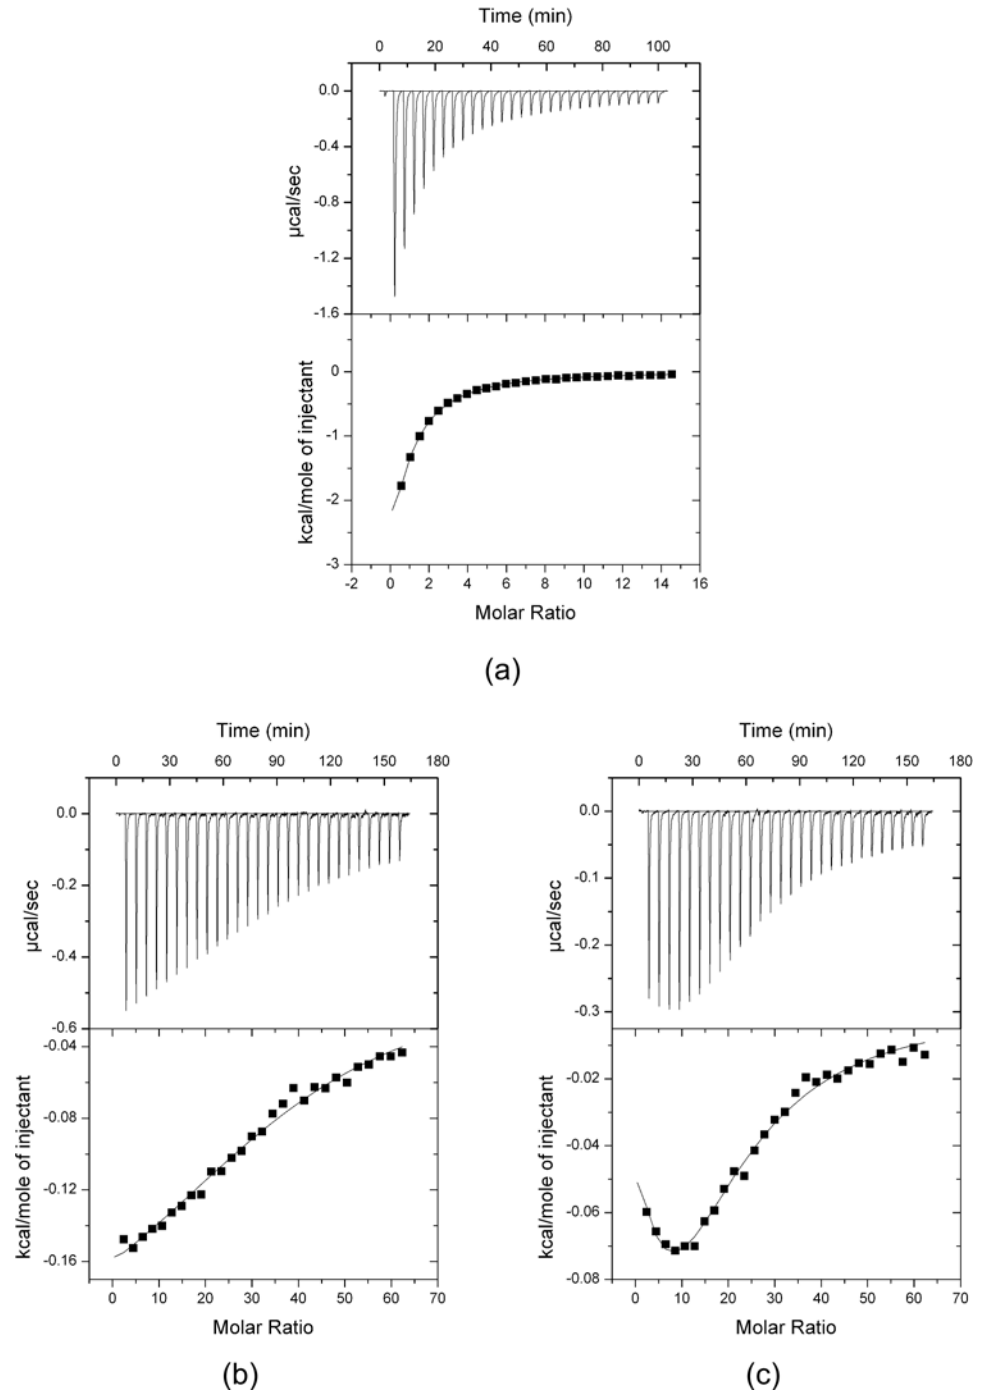 Time (min)
0 20 40 60 80 100
0.0
-0.4
-0.8
-1.2
-1.6
µcal/sec
0
-1
-2
-3
kcal/mole of injectant
-2 0 2 4 6 8 10 12 14 16
Molar Ratio
(a)
Time (min)
0 30 60 90 120 150 180
0.0
-0.2
-0.4
-0.6
µcal/sec
-0.04
-0.08
-0.12
-0.16
kcal/mole of injectant
0 10 20 30 40 50 60 70
Molar Ratio
(b)
Time (min)
0 30 60 90 120 150 180
0.0
-0.1
-0.2
-0.3
µcal/sec
-0.02
-0.04
-0.06
-0.08
kcal/mole of injectant
0 10 20 30 40 50 60 70
Molar Ratio
(c)